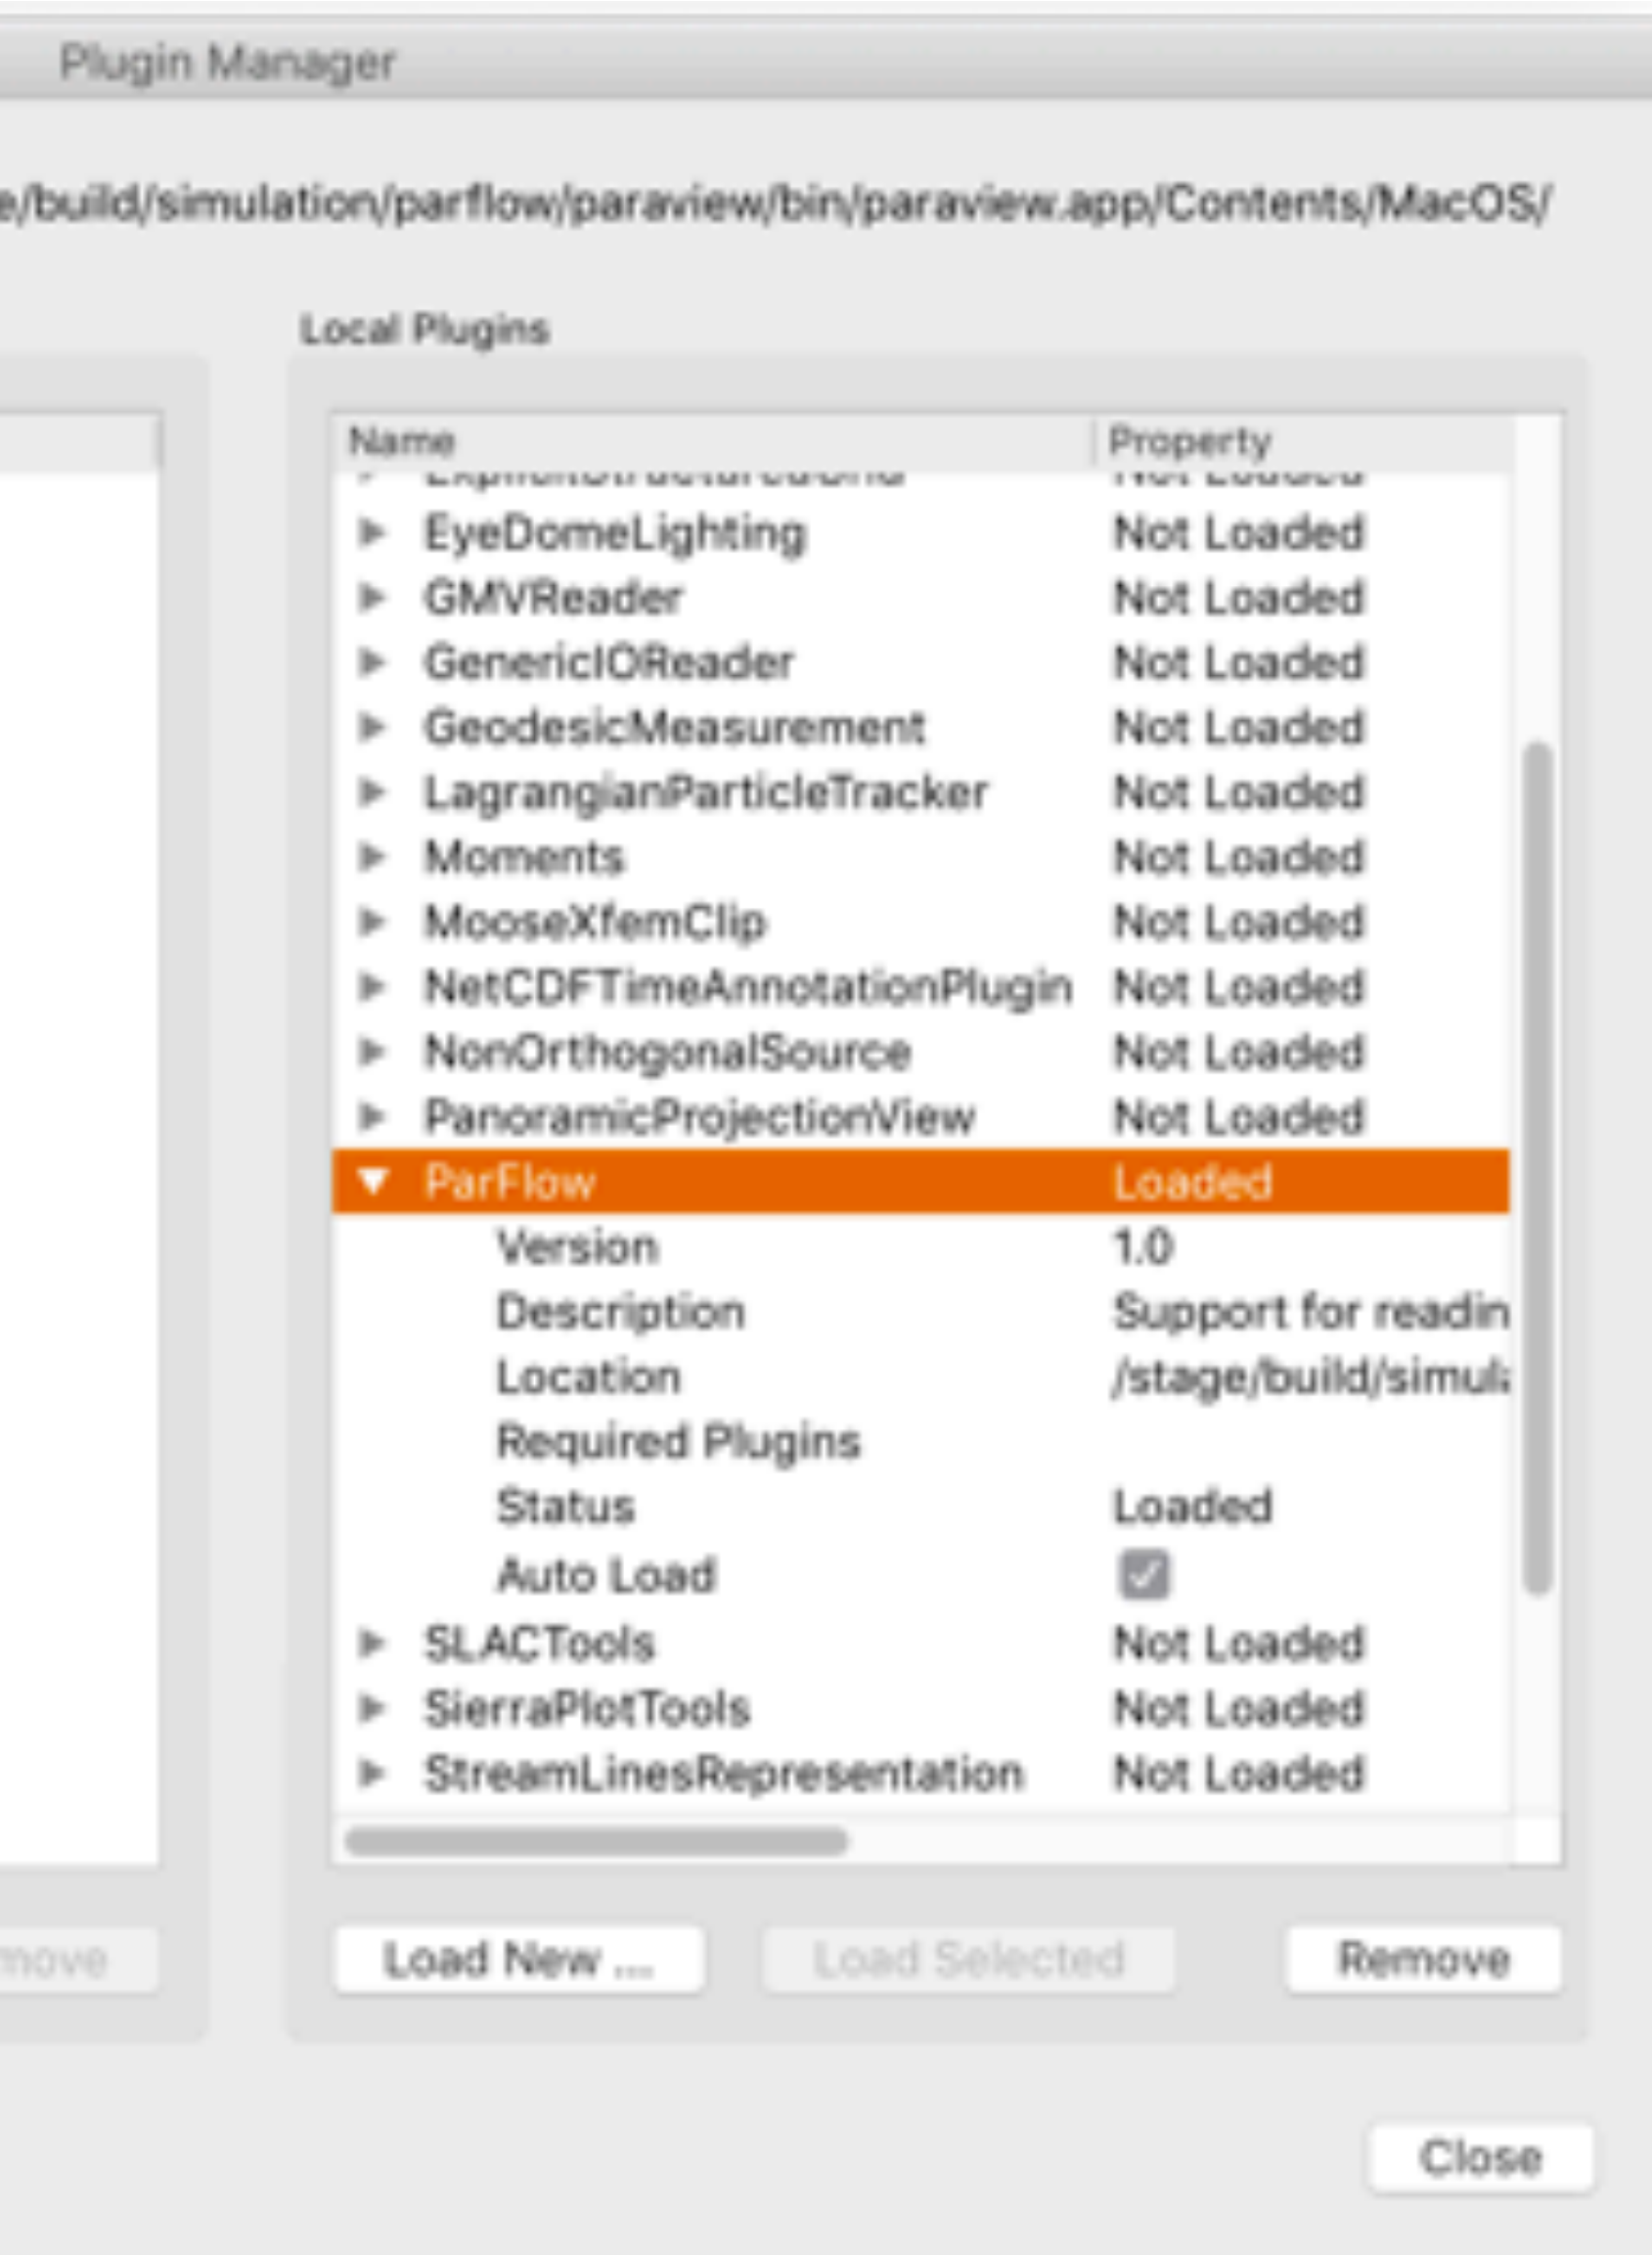 Plugin Manager
e/build/simulation/parflow/paraview/bin/paraview.app/Contents/MacOS/
Local Plugins
Name Property
EyeDomeLighting Not Loaded
GMVReader Not Loaded
GenericIOReader Not Loaded
GeodesicMeasurement Not Loaded
LagrangianParticleTracker Not Loaded
Moments Not Loaded
MooseXfemClip Not Loaded
NetCDFTimeAnnotationPlugin Not Loaded
NonOrthogonalSource Not Loaded
PanoramicProjectionView Not Loaded
ParFlow Loaded
Version 1.0
Description Support for readin
Location /stage/build/simula
Required Plugins
Status Loaded
Auto Load
SLACTools Not Loaded
SierraPlotTools Not Loaded
StreamLinesRepresentation Not Loaded
move Load New ... Load Selected Remove
Close